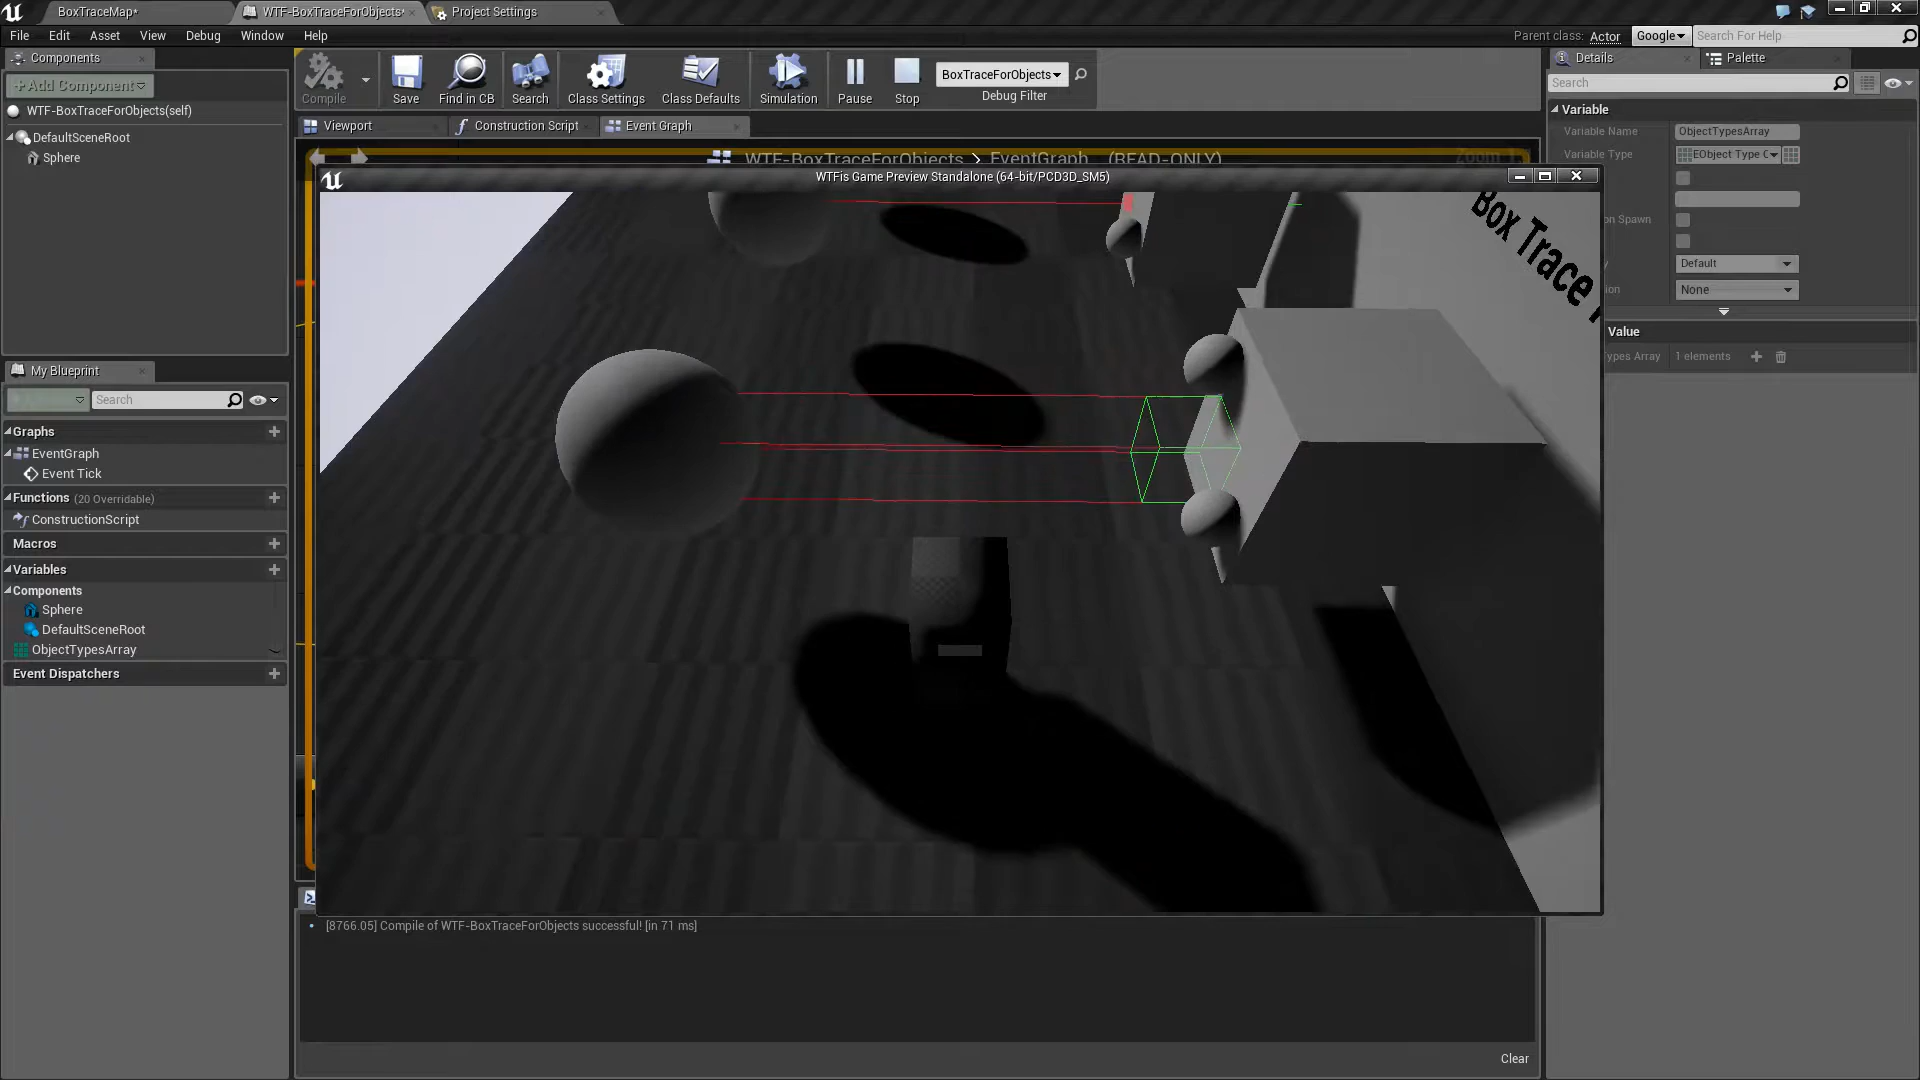 BoxTraceMap*
WTF-BoxTraceForObjects*
Project Settings
File Edit Asset View Debug Window Help
Parent class: Actor
Google
Search For Help
Components
+Add Component
WTF-BoxTraceForObjects(self)
DefaultSceneRoot
Sphere
Compile
Save
Find in CB
Search
Class Settings
Class Defaults
Simulation
Pause
Stop
BoxTraceForObjects
Debug Filter
Viewport
Construction Script
Event Graph
WTF-BoxTraceForObjects > EventGraph (READ-ONLY)
WTFis Game Preview Standalone (64-bit/PCD3D_SM5)
Box Trace
My Blueprint
Search
Graphs
EventGraph
Event Tick
Functions (20 Overridable)
ConstructionScript
Macros
Variables
Components
Sphere
DefaultSceneRoot
ObjectTypesArray
Event Dispatchers
Details
Palette
Search
Variable
Variable Name ObjectTypesArray
Variable Type EObject Type
on Spawn
Default
ion None
Value
ypes Array 1 elements
[8766.05] Compile of WTF-BoxTraceForObjects successful! [in 71 ms]
Clear